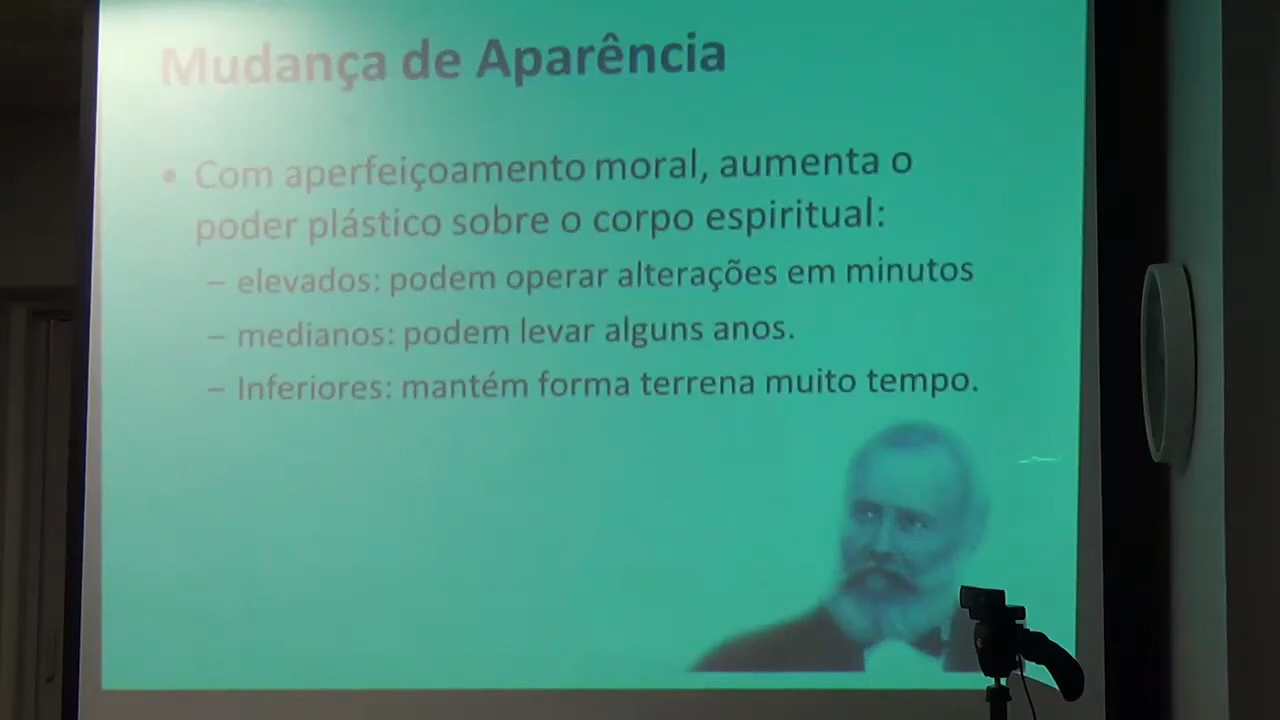 Mudança de Aparência
• Com aperfeiçoamento moral, aumenta o
poder plástico sobre o corpo espiritual:
– elevados: podem operar alterações em minutos
– medianos: podem levar alguns anos.
– Inferiores: mantém forma terrena muito tempo.